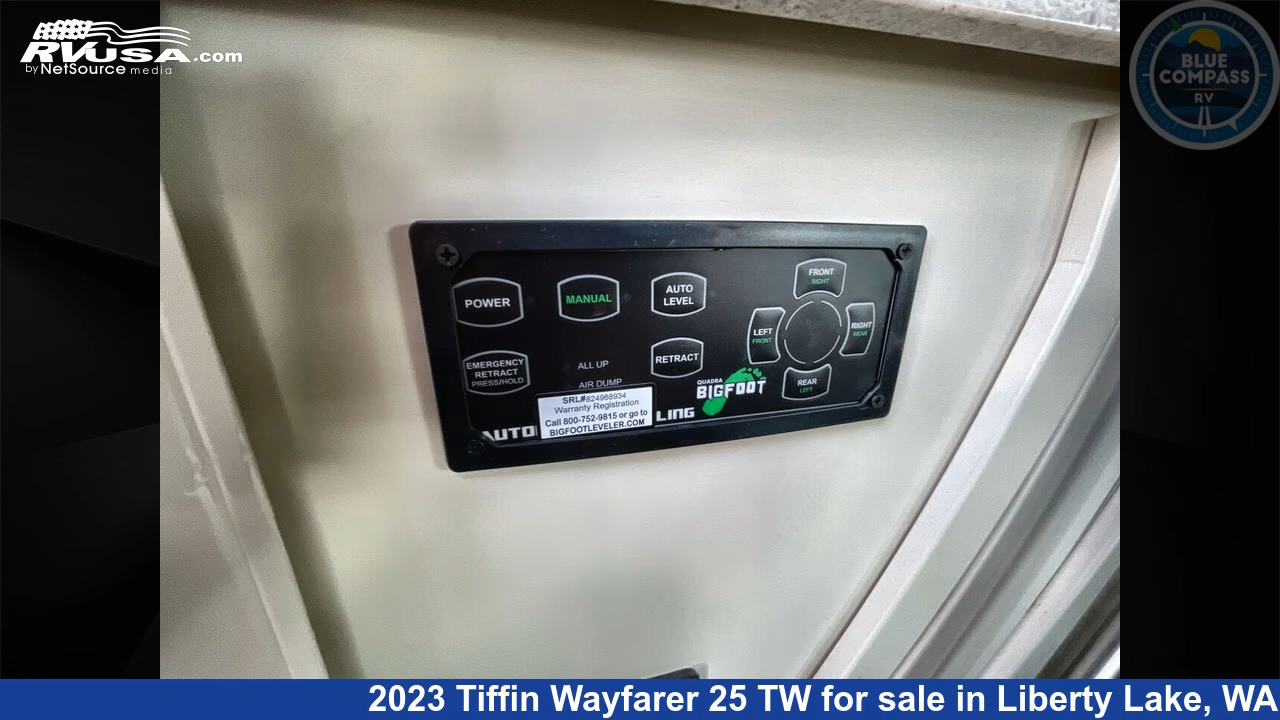 RVUSA.com
by NetSource media
BLUE
COMPASS
RV
POWER
MANUAL
AUTO
LEVEL
FRONT
RIGHT
LEFT
FRONT
RIGHT
REAR
REAR
LEFT
EMERGENCY
RETRACT
PRESS/HOLD
ALL UP
AIR DUMP
RETRACT
QUADRA
BIGFOOT
SRL#824968934
Warranty Registration
Call 800-752-9815 or go to
BIGFOOTLEVELER.COM
AUTO LING
2023 Tiffin Wayfarer 25 TW for sale in Liberty Lake, WA